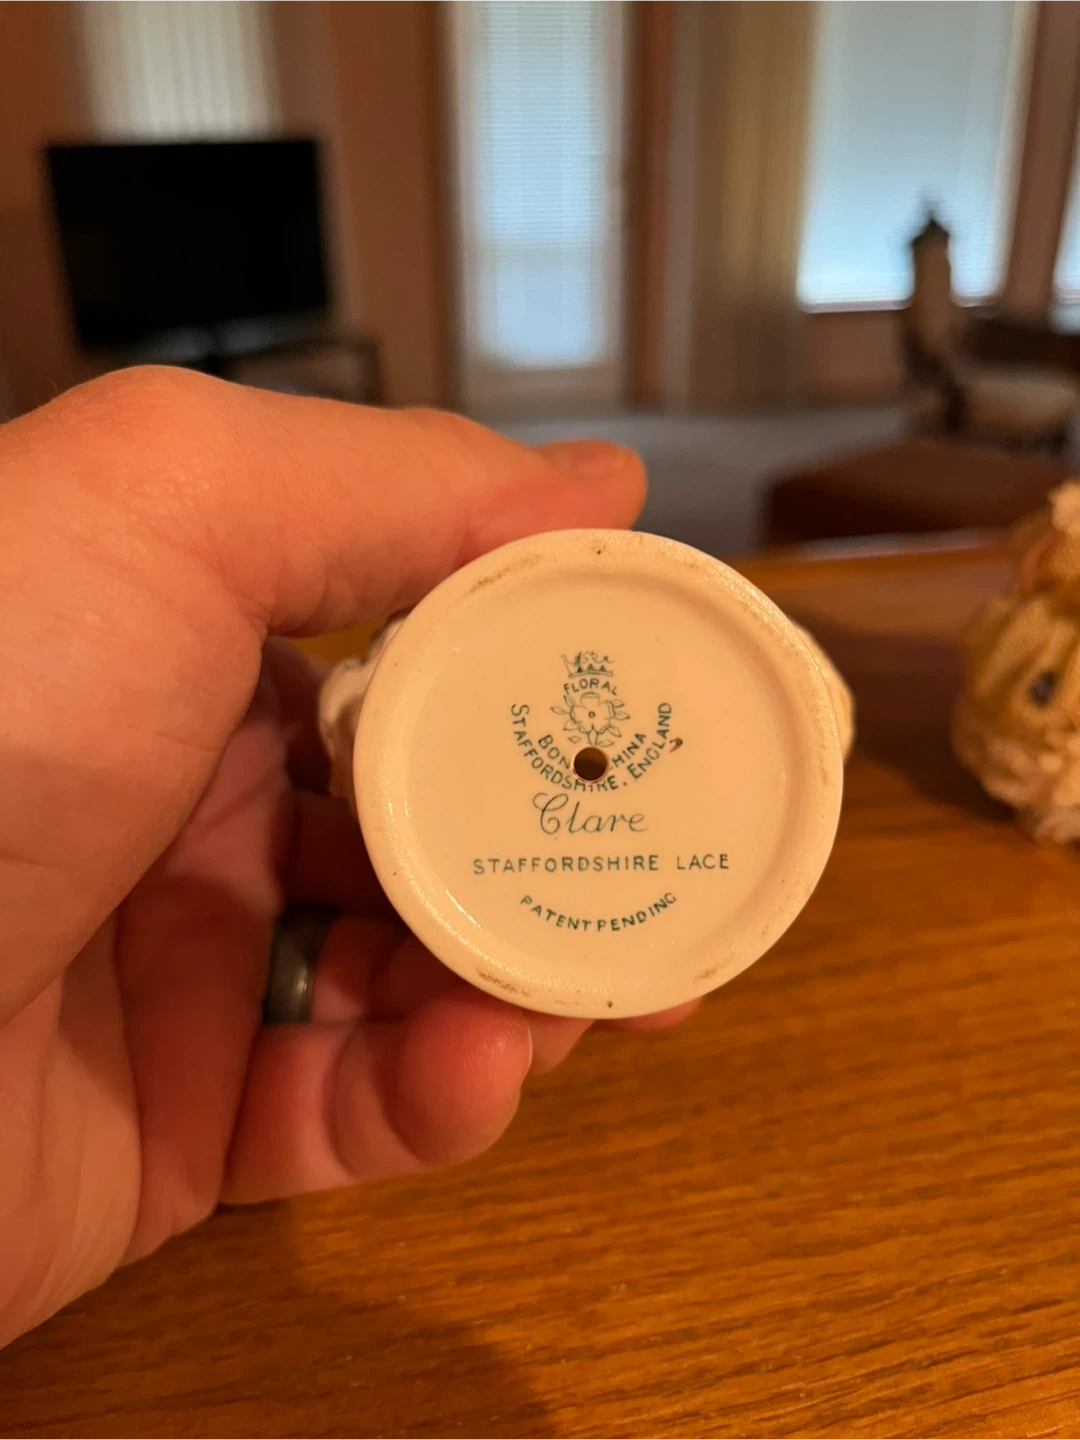 FLORAL
BONE CHINA
STAFFORDSHIRE. ENGLAND
Clare
STAFFORDSHIRE LACE
PATENT PENDING